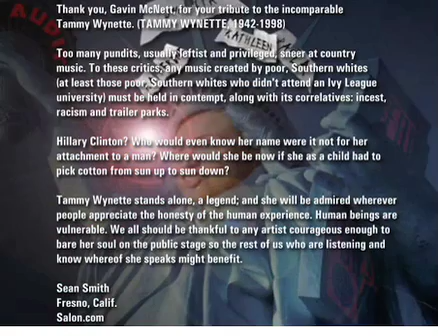 AUDIO
KATHLEEN
Thank you, Gavin McNett, for your tribute to the incomparable
Tammy Wynette. (TAMMY WYNETTE, 1942-1998)
Too many pundits, usually leftist and privileged, sneer at country
music. To these critics, any music created by poor, Southern whites
(at least those poor, Southern whites who didn't attend an Ivy League
university) must be held in contempt, along with its correlatives: incest,
racism and trailer parks.
Hillary Clinton? Who would even know her name were it not for her
attachment to a man? Where would she be now if she as a child had to
pick cotton from sun up to sun down?
Tammy Wynette stands alone, a legend; and she will be admired wherever
people appreciate the honesty of the human experience. Human beings are
vulnerable. We all should be thankful to any artist courageous enough to
bare her soul on the public stage so the rest of us who are listening and
know whereof she speaks might benefit.
Sean Smith
Fresno, Calif.
Salon.com